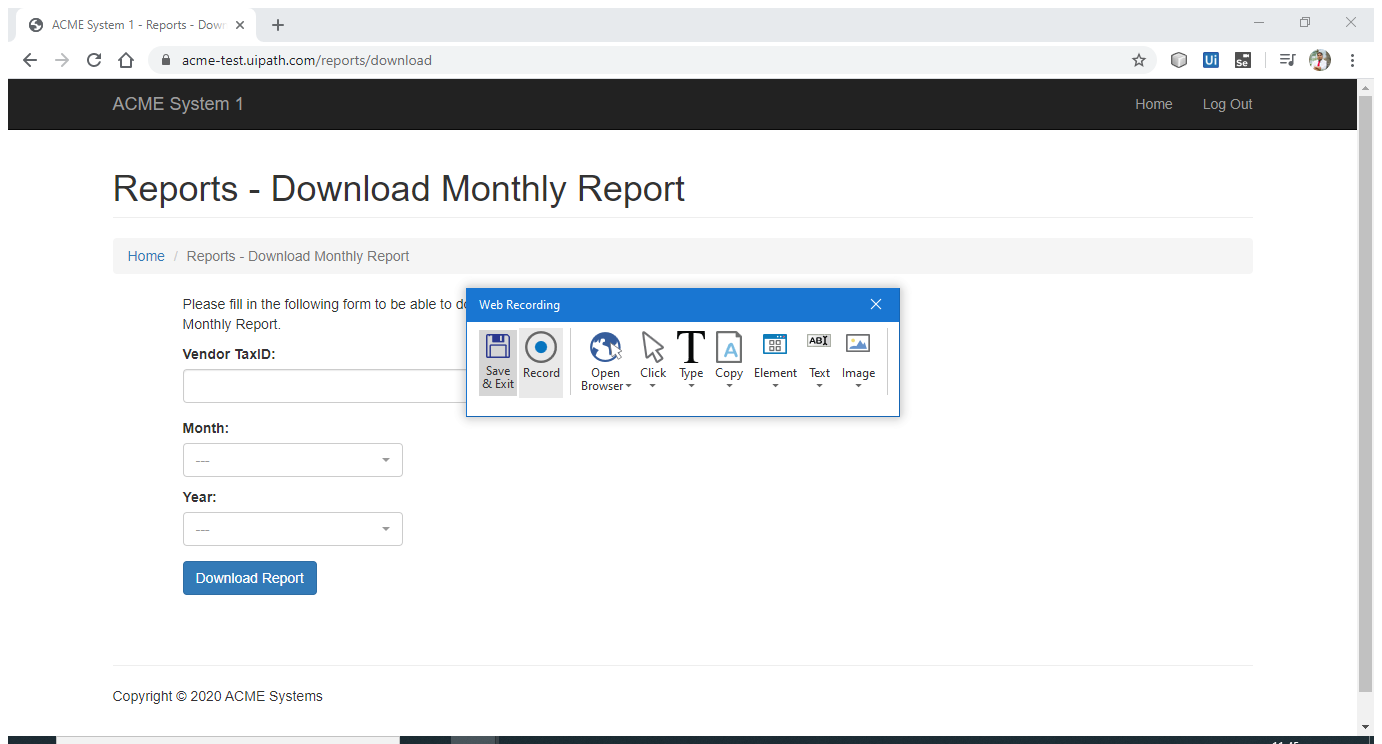 ACME System 1 - Reports - Dow
acme-test.uipath.com/reports/download
Ui
Se
ACME System 1
Home
Log Out
Reports - Download Monthly Report
Home / Reports - Download Monthly Report
Please fill in the following form to be able to
Monthly Report.
Web Recording
Save & Exit
Record
Open Browser
Click
T
Type
A
Copy
Element
AB
Text
Image
Vendor TaxID:
Month:
---
Year:
---
Download Report
Copyright © 2020 ACME Systems